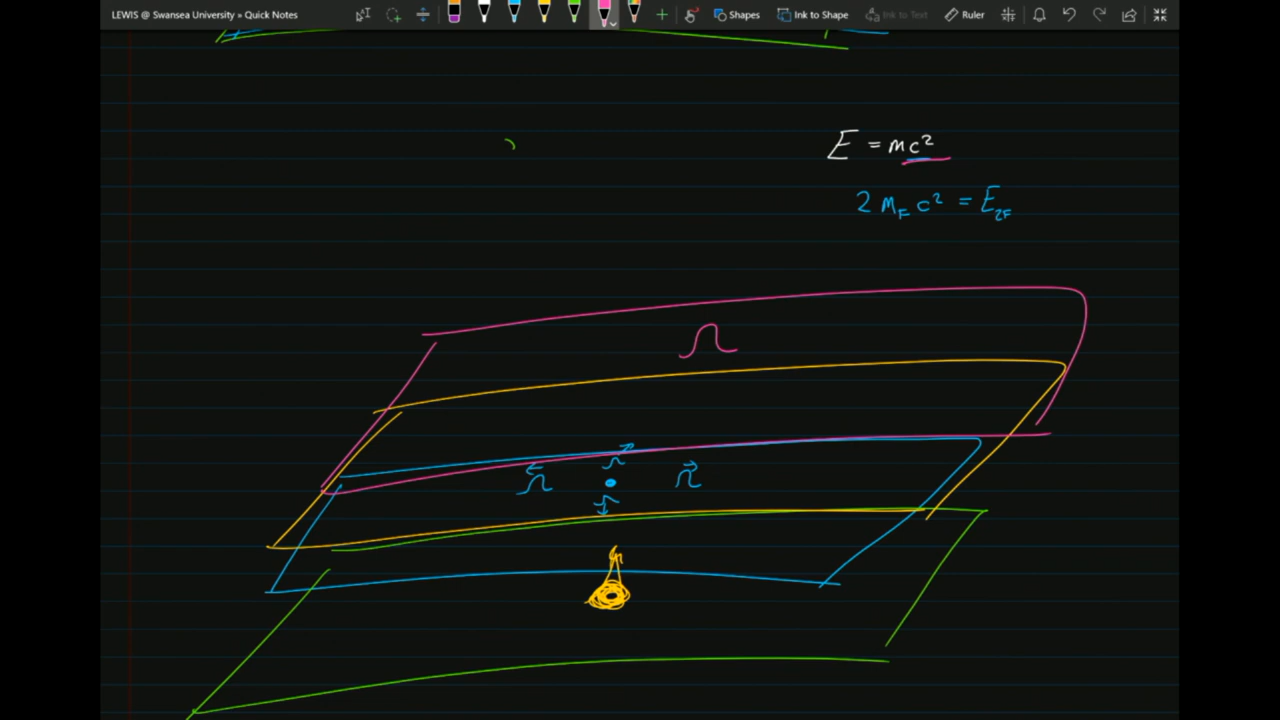 LEWIS @ Swansea University » Quick Notes
Shapes
Ink to Shape
Ink to Text
Ruler
E = mc²
2 m_F c² = E_2F
Ω
Ω
Ω Ω
Ω